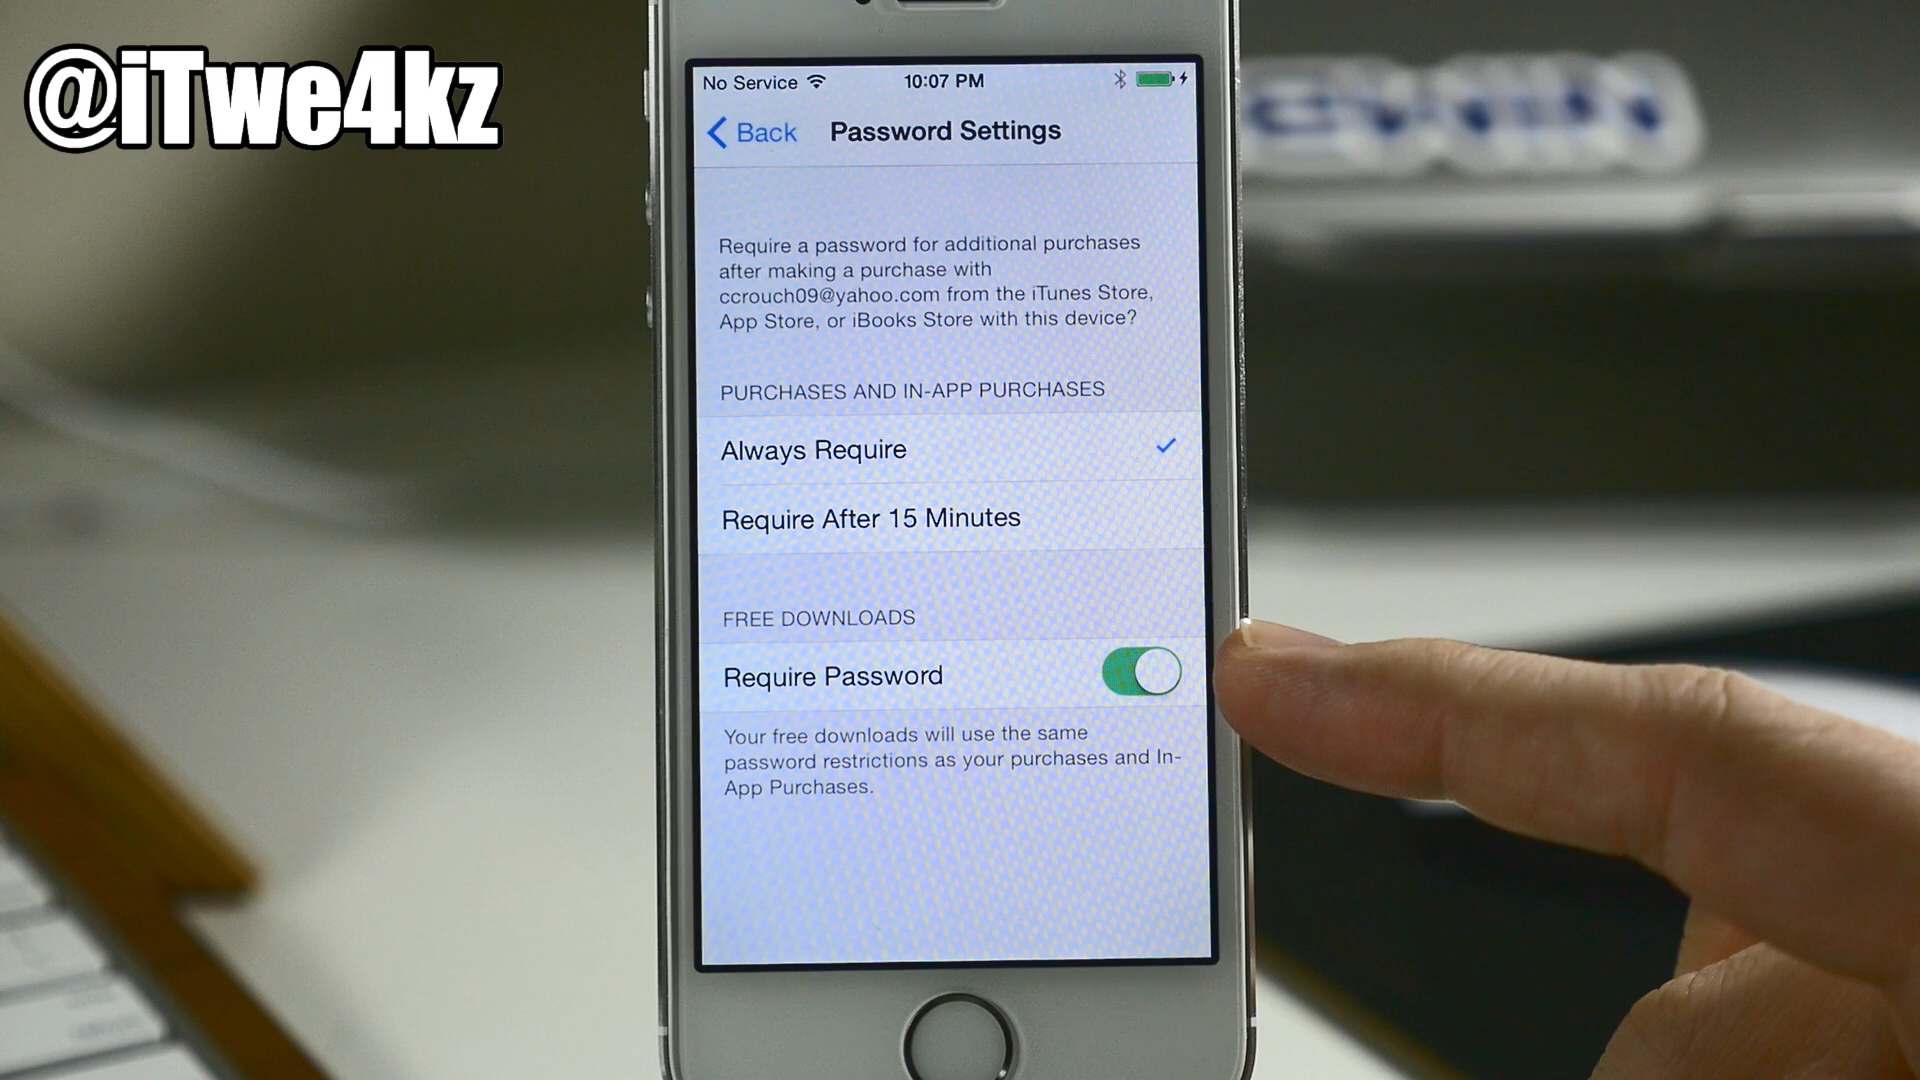 @iTwe4kz
No Service 10:07 PM
Back Password Settings
Require a password for additional purchases
after making a purchase with
ccrouch09@yahoo.com from the iTunes Store,
App Store, or iBooks Store with this device?
PURCHASES AND IN-APP PURCHASES
Always Require
Require After 15 Minutes
FREE DOWNLOADS
Require Password
Your free downloads will use the same
password restrictions as your purchases and In-
App Purchases.